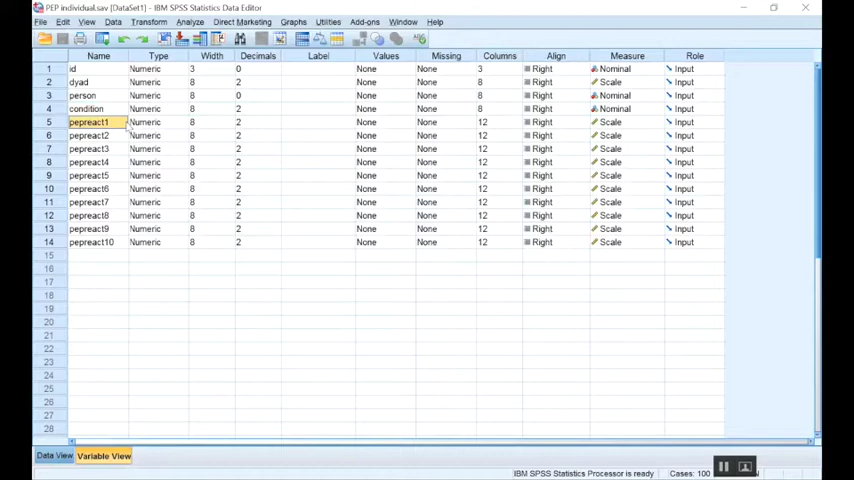 PEP individual.sav [DataSet1] - IBM SPSS Statistics Data Editor
File Edit View Data Transform Analyze Direct Marketing Graphs Utilities Add-ons Window Help
Name Type Width Decimals Label Values Missing Columns Align Measure Role
1 id Numeric 3 0 None None 3 Right Nominal Input
2 dyad Numeric 8 2 None None 8 Right Scale Input
3 person Numeric 8 0 None None 8 Right Nominal Input
4 condition Numeric 8 2 None None 8 Right Nominal Input
5 pepreact1 Numeric 8 2 None None 12 Right Scale Input
6 pepreact2 Numeric 8 2 None None 12 Right Scale Input
7 pepreact3 Numeric 8 2 None None 12 Right Scale Input
8 pepreact4 Numeric 8 2 None None 12 Right Scale Input
9 pepreact5 Numeric 8 2 None None 12 Right Scale Input
10 pepreact6 Numeric 8 2 None None 12 Right Scale Input
11 pepreact7 Numeric 8 2 None None 12 Right Scale Input
12 pepreact8 Numeric 8 2 None None 12 Right Scale Input
13 pepreact9 Numeric 8 2 None None 12 Right Scale Input
14 pepreact10 Numeric 8 2 None None 12 Right Scale Input
15
16
17
18
19
20
21
22
23
24
25
26
27
28
Data View Variable View
IBM SPSS Statistics Processor is ready Cases: 100